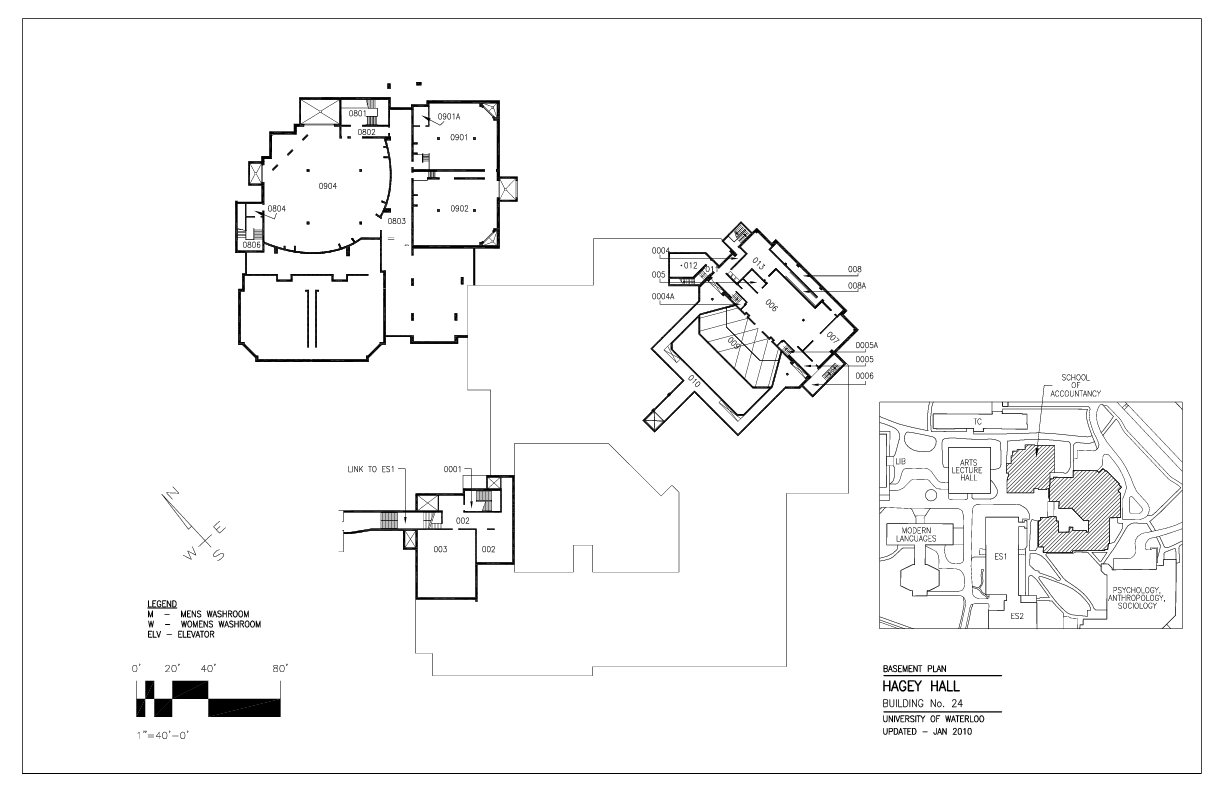 0801
0802
0901A
0901
0904
0902
0804
0803
0806
0004
012
01
013
005
0004A
006
008
008A
009
007
0005A
0005
0006
010
SCHOOL
OF
ACCOUNTANCY
TC
LIB
ARTS
LECTURE
HALL
MODERN
LANGUAGES
ES1
ES2
PSYCHOLOGY,
ANTHROPOLOGY,
SOCIOLOGY
LINK TO ES1
0001
002
003
002
N
E
W
S
LEGEND
M – MENS WASHROOM
W – WOMENS WASHROOM
ELV – ELEVATOR
0' 20' 40' 80'
1"=40'-0'
BASEMENT PLAN
HAGEY HALL
BUILDING No. 24
UNIVERSITY OF WATERLOO
UPDATED – JAN 2010